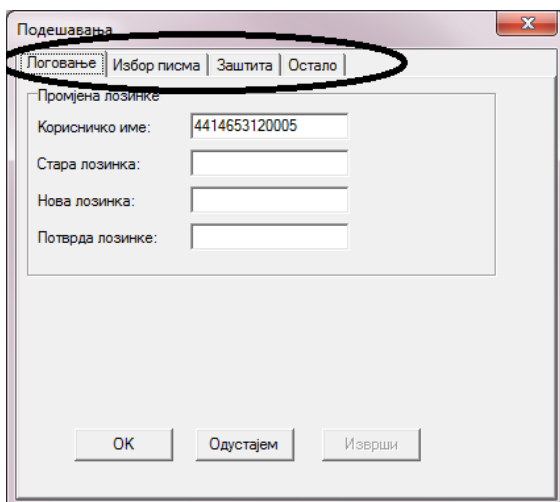 Подешавања
Логовање Избор писма Заштита Остало
Промјена лозинке
Корисничко име: 4414653120005
Стара лозинка:
Нова лозинка:
Потврда лозинке:
OK Одустајем Изврши